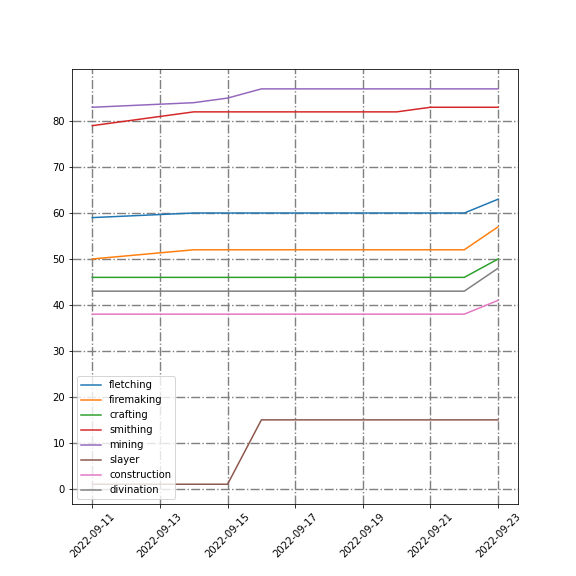 80
70
60
50
40
30
20
10
0
fletching
firemaking
crafting
smithing
mining
slayer
construction
divination
2022-09-11
2022-09-13
2022-09-15
2022-09-17
2022-09-19
2022-09-21
2022-09-23